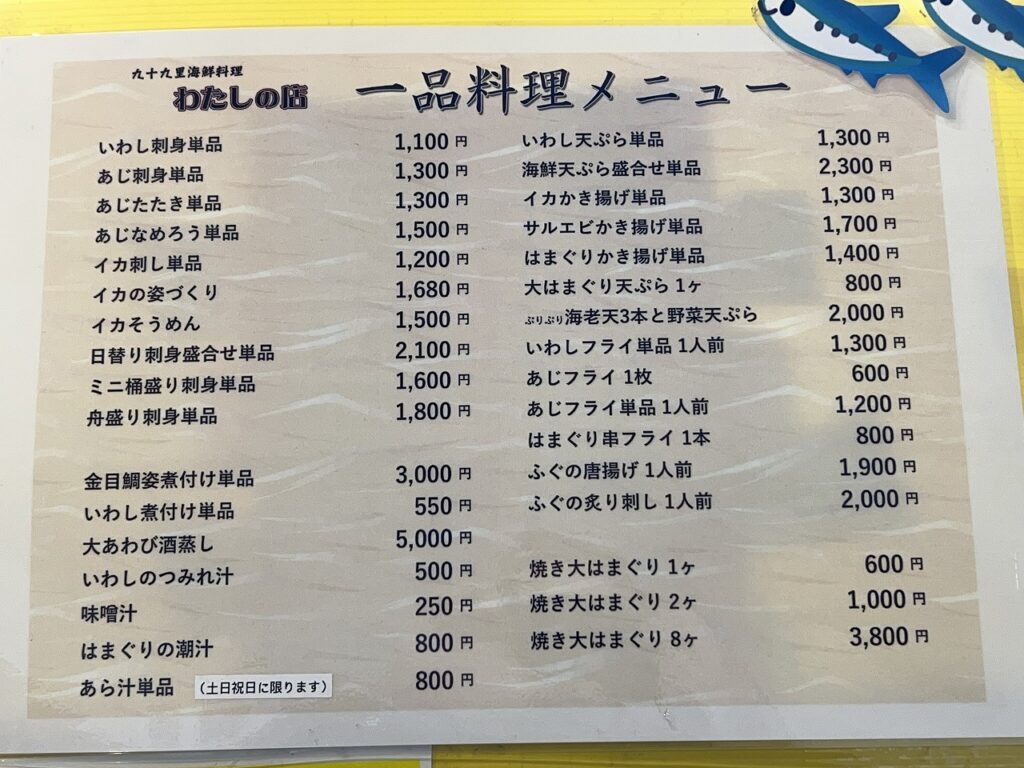 九十九里海鮮料理
わたしの店
一品料理メニュー
いわし刺身単品 1,100円
あじ刺身単品 1,300円
あじたたき単品 1,300円
あじなめろう単品 1,500円
イカ刺し単品 1,200円
イカの姿づくり 1,680円
イカそうめん 1,500円
日替り刺身盛合せ単品 2,100円
ミニ桶盛り刺身単品 1,600円
舟盛り刺身単品 1,800円
金目鯛姿煮付け単品 3,000円
いわし煮付け単品 550円
大あわび酒蒸し 5,000円
いわしのつみれ汁 500円
味噌汁 250円
はまぐりの潮汁 800円
あら汁単品 (土日祝日に限ります) 800円
いわし天ぷら単品 1,300円
海鮮天ぷら盛合せ単品 2,300円
イカかき揚げ単品 1,300円
サルエビかき揚げ単品 1,700円
はまぐりかき揚げ単品 1,400円
大はまぐり天ぷら 1ヶ 800円
ぷりぷり海老天3本と野菜天ぷら 2,000円
いわしフライ単品 1人前 1,300円
あじフライ 1枚 600円
あじフライ単品 1人前 1,200円
はまぐり串フライ 1本 800円
ふぐの唐揚げ 1人前 1,900円
ふぐの炙り刺し 1人前 2,000円
焼き大はまぐり 1ヶ 600円
焼き大はまぐり 2ヶ 1,000円
焼き大はまぐり 8ヶ 3,800円